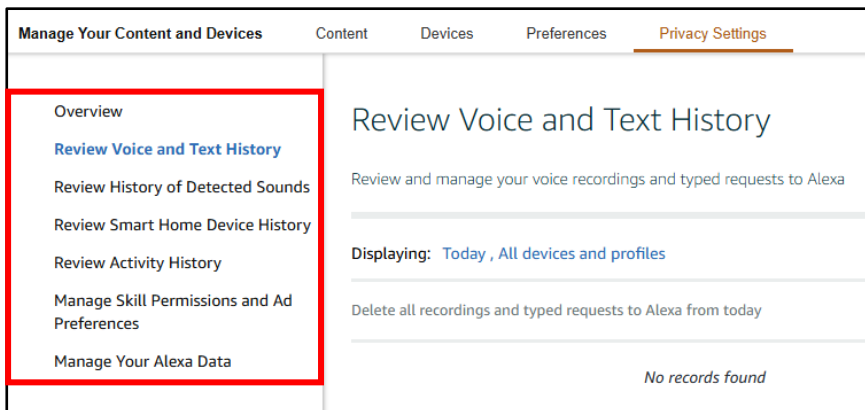 Manage Your Content and Devices Content Devices Preferences Privacy Settings
Overview
Review Voice and Text History
Review History of Detected Sounds
Review Smart Home Device History
Review Activity History
Manage Skill Permissions and Ad
Preferences
Manage Your Alexa Data
Review Voice and Text History
Review and manage your voice recordings and typed requests to Alexa
Displaying: Today , All devices and profiles
Delete all recordings and typed requests to Alexa from today
No records found